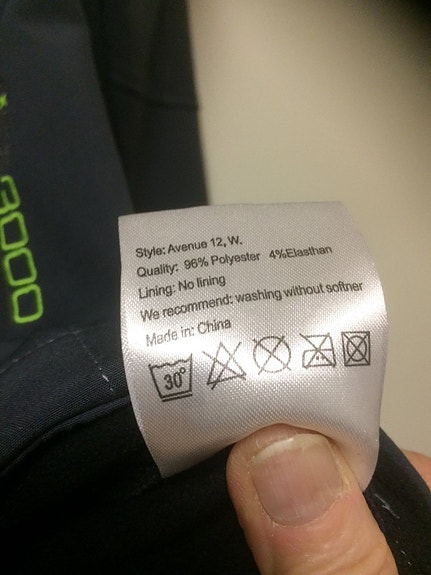 8000
Style: Avenue 12, W.
Quality: 96% Polyester 4%Elasthan
Lining: No lining
We recommend: washing without softner
Made in: China
30°